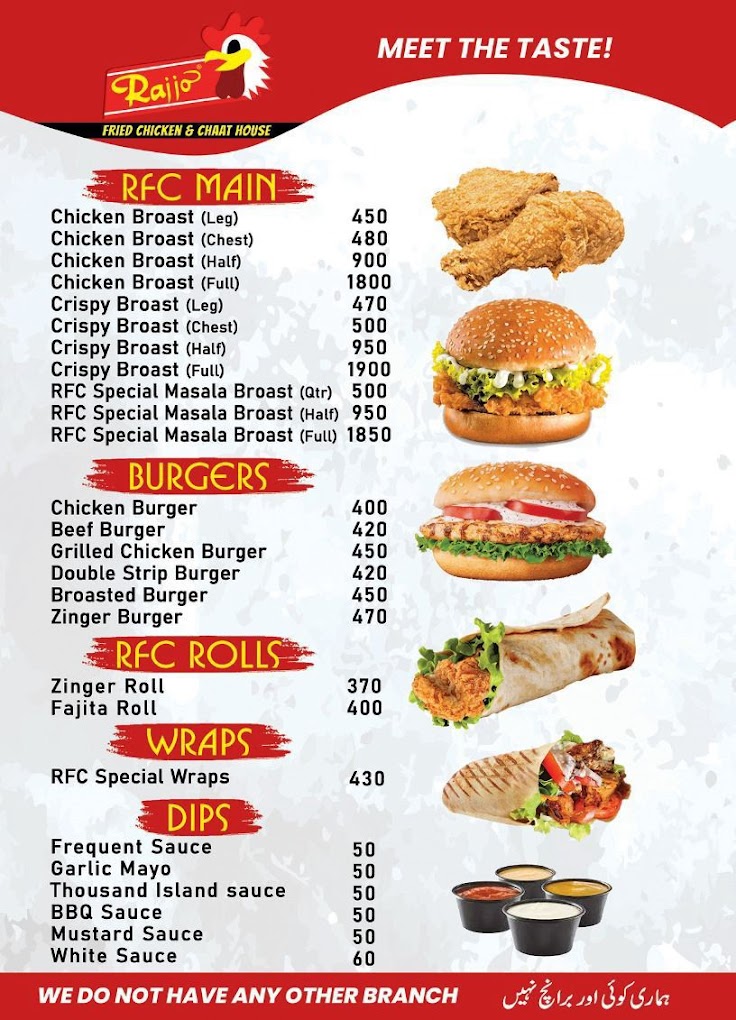 Rajjo
FRIED CHICKEN & CHAAT HOUSE
MEET THE TASTE!
RFC MAIN
Chicken Broast (Leg) 450
Chicken Broast (Chest) 480
Chicken Broast (Half) 900
Chicken Broast (Full) 1800
Crispy Broast (Leg) 470
Crispy Broast (Chest) 500
Crispy Broast (Half) 950
Crispy Broast (Full) 1900
RFC Special Masala Broast (Qtr) 500
RFC Special Masala Broast (Half) 950
RFC Special Masala Broast (Full) 1850
BURGERS
Chicken Burger 400
Beef Burger 420
Grilled Chicken Burger 450
Double Strip Burger 420
Broasted Burger 450
Zinger Burger 470
RFC ROLLS
Zinger Roll 370
Fajita Roll 400
WRAPS
RFC Special Wraps 430
DIPS
Frequent Sauce 50
Garlic Mayo 50
Thousand Island sauce 50
BBQ Sauce 50
Mustard Sauce 50
White Sauce 60
WE DO NOT HAVE ANY OTHER BRANCH ہماری کوئی اور برانچ نہیں